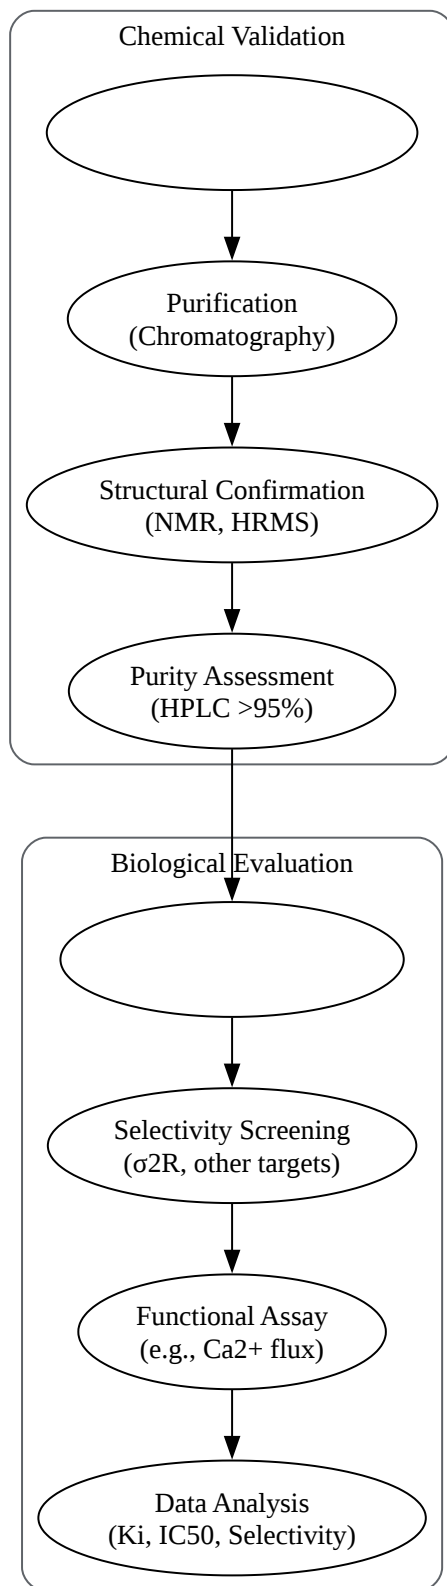 Chemical Validation
Purification
(Chromatography)
Structural Confirmation
(NMR, HRMS)
Purity Assessment
(HPLC >95%)
Biological Evaluation
Selectivity Screening
(σ2R, other targets)
Functional Assay
(e.g., Ca2+ flux)
Data Analysis
(Ki, IC50, Selectivity)